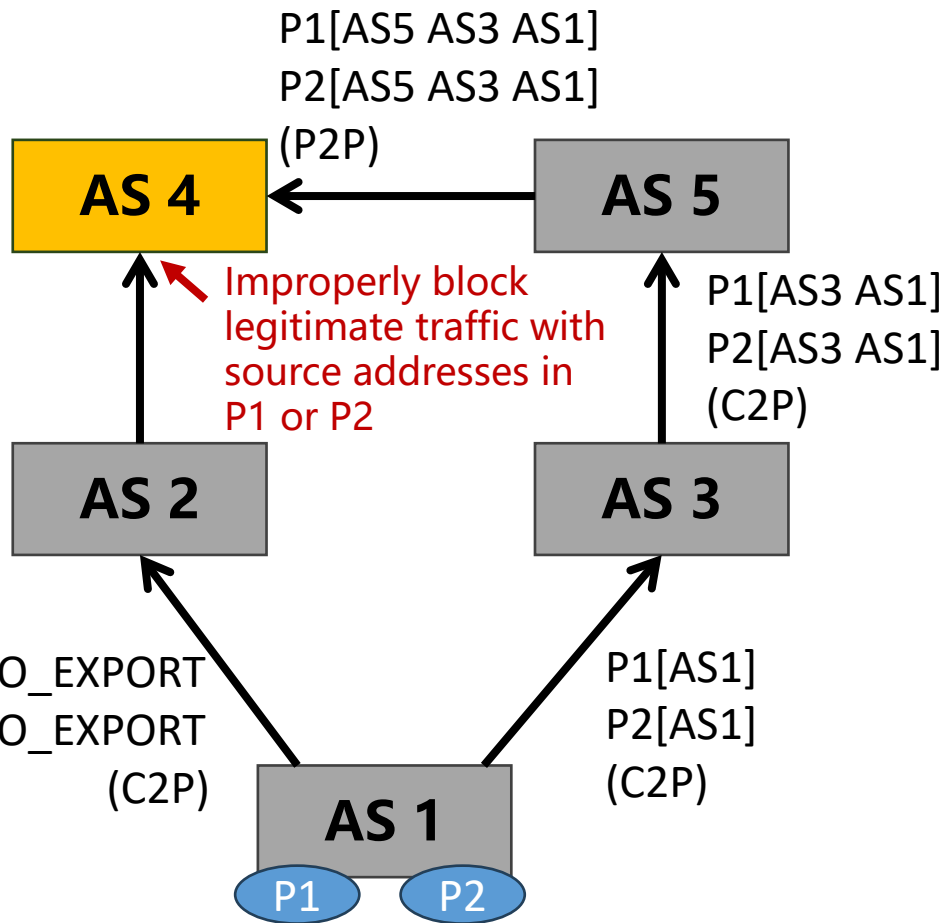 P1[AS5 AS3 AS1]
P2[AS5 AS3 AS1]
(P2P)
AS 4
AS 5
Improperly block
legitimate traffic with
source addresses in
P1 or P2
P1[AS3 AS1]
P2[AS3 AS1]
(C2P)
AS 2
AS 3
O_EXPORT
O_EXPORT
(C2P)
P1[AS1]
P2[AS1]
(C2P)
AS 1
P1
P2